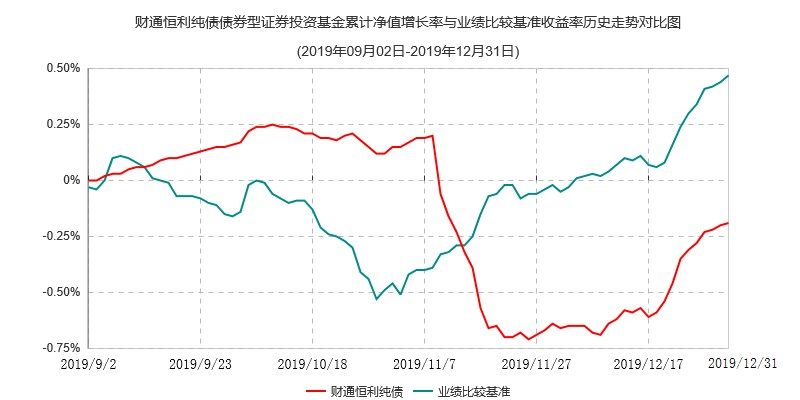 财通恒利纯债债券型证券投资基金累计净值增长率与业绩比较基准收益率历史走势对比图
(2019年09月02日-2019年12月31日)
0.50%
0.25%
0%
-0.25%
-0.50%
-0.75%
2019/9/2 2019/9/23 2019/10/18 2019/11/7 2019/11/27 2019/12/17 2019/12/31
财通恒利纯债 业绩比较基准